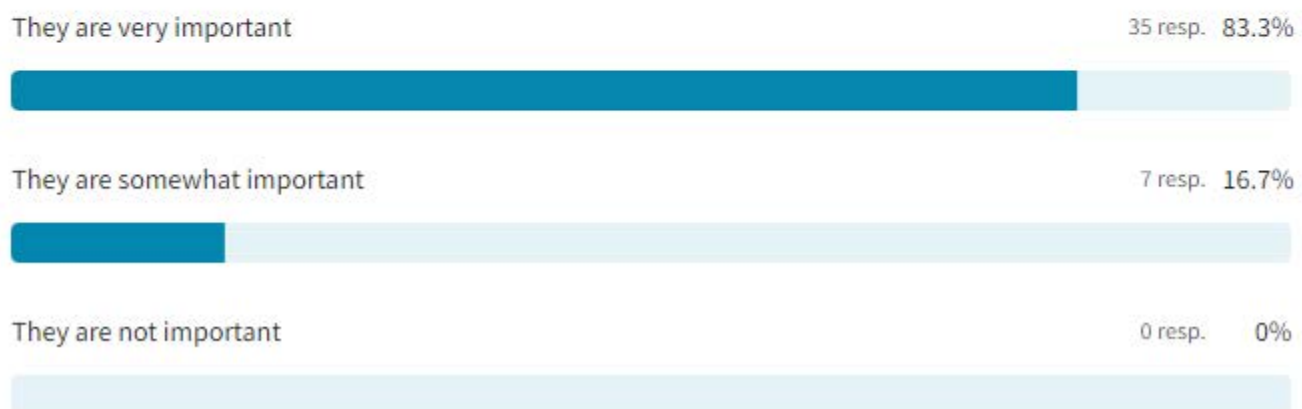 They are very important 35 resp. 83.3%
They are somewhat important 7 resp. 16.7%
They are not important 0 resp. 0%